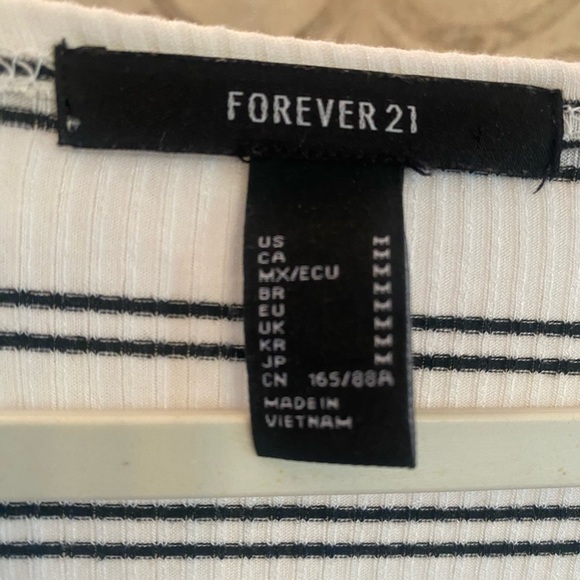 FOREVER 21
US M
CA M
MX/ECU M
BR M
EU M
UK M
KR M
JP M
CN 165/88A
MADE IN
VIETNAM